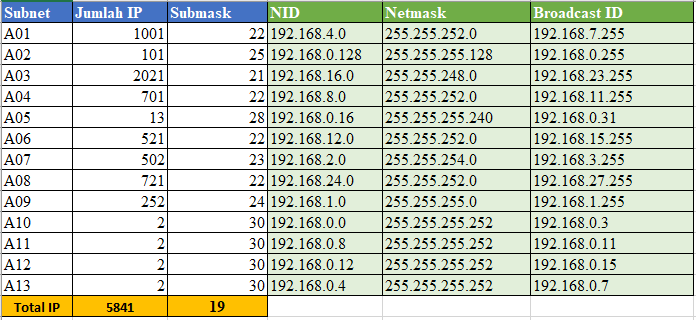 Subnet Jumlah IP Submask NID Netmask Broadcast ID
A01 1001 22 192.168.4.0 255.255.252.0 192.168.7.255
A02 101 25 192.168.0.128 255.255.255.128 192.168.0.255
A03 2021 21 192.168.16.0 255.255.248.0 192.168.23.255
A04 701 22 192.168.8.0 255.255.252.0 192.168.11.255
A05 13 28 192.168.0.16 255.255.255.240 192.168.0.31
A06 521 22 192.168.12.0 255.255.252.0 192.168.15.255
A07 502 23 192.168.2.0 255.255.254.0 192.168.3.255
A08 721 22 192.168.24.0 255.255.252.0 192.168.27.255
A09 252 24 192.168.1.0 255.255.255.0 192.168.1.255
A10 2 30 192.168.0.0 255.255.255.252 192.168.0.3
A11 2 30 192.168.0.8 255.255.255.252 192.168.0.11
A12 2 30 192.168.0.12 255.255.255.252 192.168.0.15
A13 2 30 192.168.0.4 255.255.255.252 192.168.0.7
Total IP 5841 19